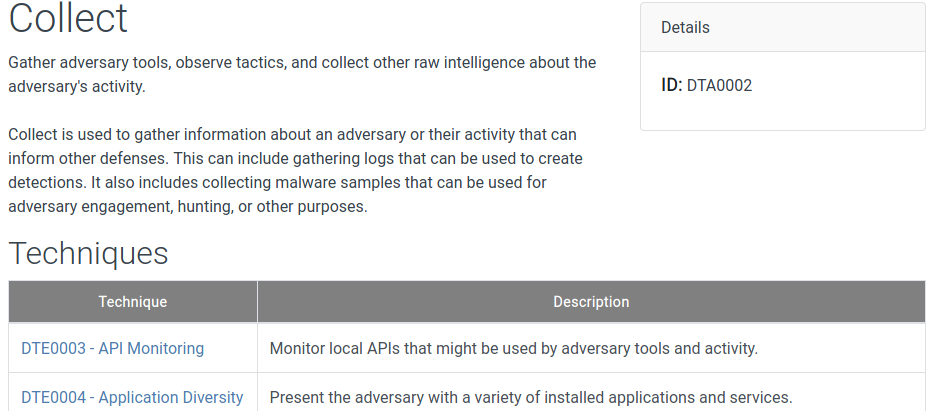 Collect
Details
Gather adversary tools, observe tactics, and collect other raw intelligence about the
adversary's activity.
ID: DTA0002
Collect is used to gather information about an adversary or their activity that can
inform other defenses. This can include gathering logs that can be used to create
detections. It also includes collecting malware samples that can be used for
adversary engagement, hunting, or other purposes.
Techniques
Technique Description
DTE0003 - API Monitoring Monitor local APIs that might be used by adversary tools and activity.
DTE0004 - Application Diversity Present the adversary with a variety of installed applications and services.